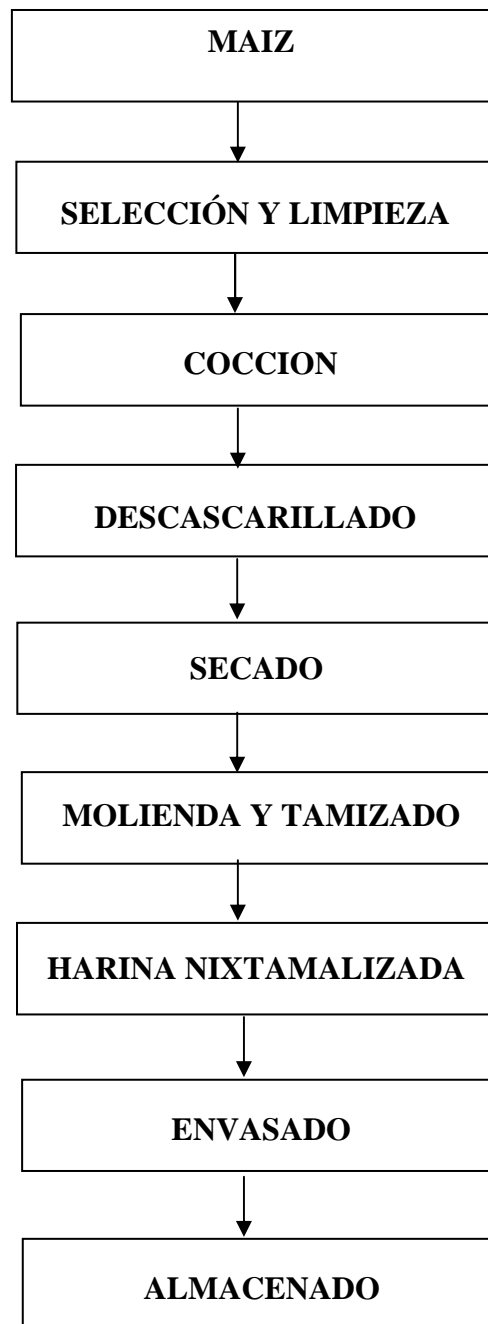 MAIZ
SELECCIÓN Y LIMPIEZA
COCCION
DESCASCARILLADO
SECADO
MOLIENDA Y TAMIZADO
HARINA NIXTAMALIZADA
ENVASADO
ALMACENADO